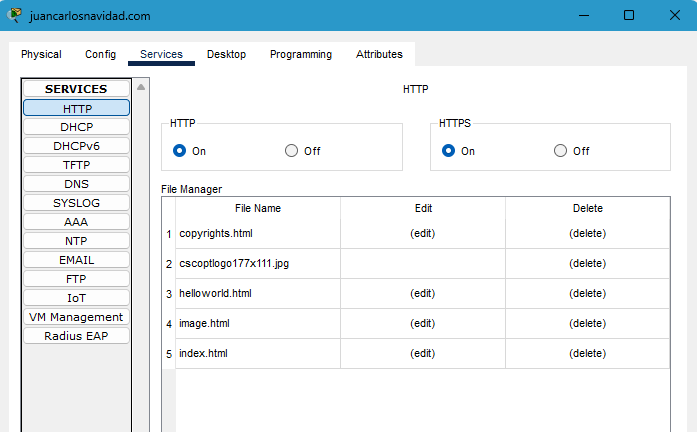 juancarlosnavidad.com
Physical Config Services Desktop Programming Attributes
SERVICES
HTTP
DHCP
DHCPv6
TFTP
DNS
SYSLOG
AAA
NTP
EMAIL
FTP
IoT
VM Management
Radius EAP
HTTP
HTTP
On Off
HTTPS
On Off
File Manager
File Name Edit Delete
1 copyrights.html (edit) (delete)
2 cscoptlogo177x111.jpg (delete)
3 helloworld.html (edit) (delete)
4 image.html (edit) (delete)
5 index.html (edit) (delete)